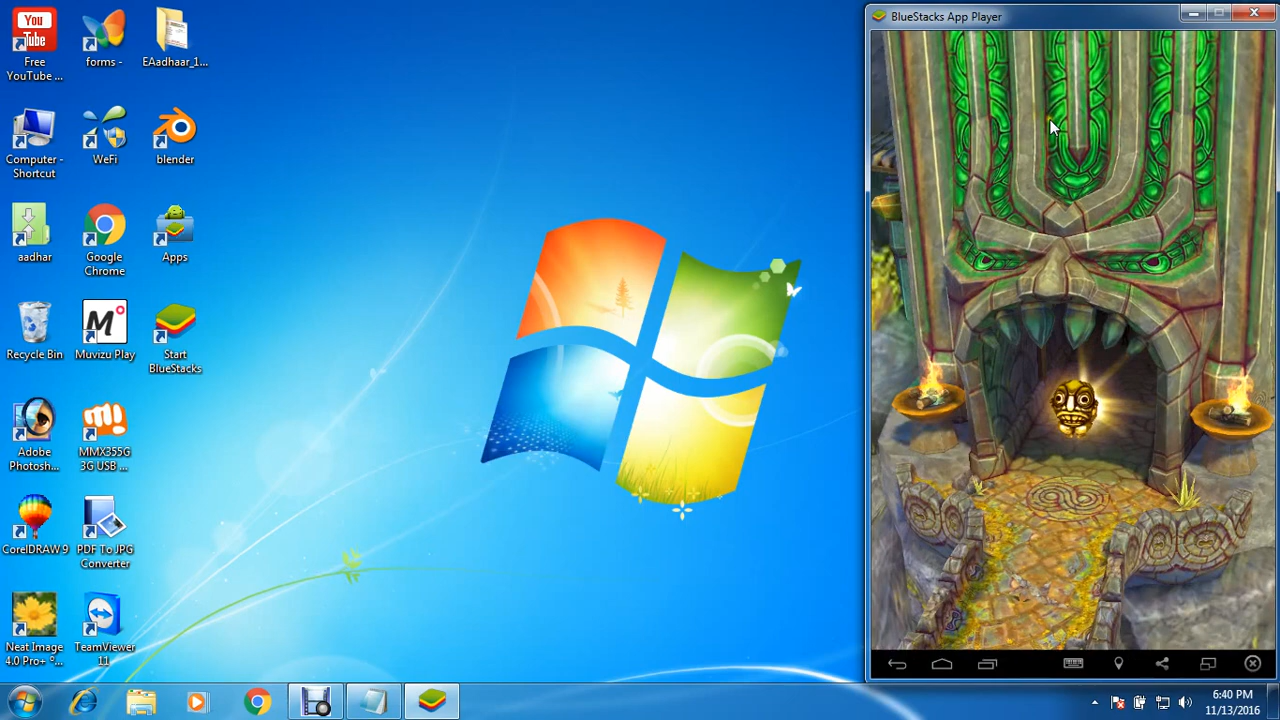 BlueStacks App Player
You
Tube
Free
YouTube ...
forms -
EAadhaar_1...
Computer -
Shortcut
WeFi
blender
aadhar
Google
Chrome
Apps
Recycle Bin
M
Muvizu Play
Start
BlueStacks
Adobe
Photosh...
MMX355G
3G USB ...
CorelDRAW 9
PDF To JPG
Converter
Neat Image
4.0 Pro+ °...
TeamViewer
11
6:40 PM
11/13/2016